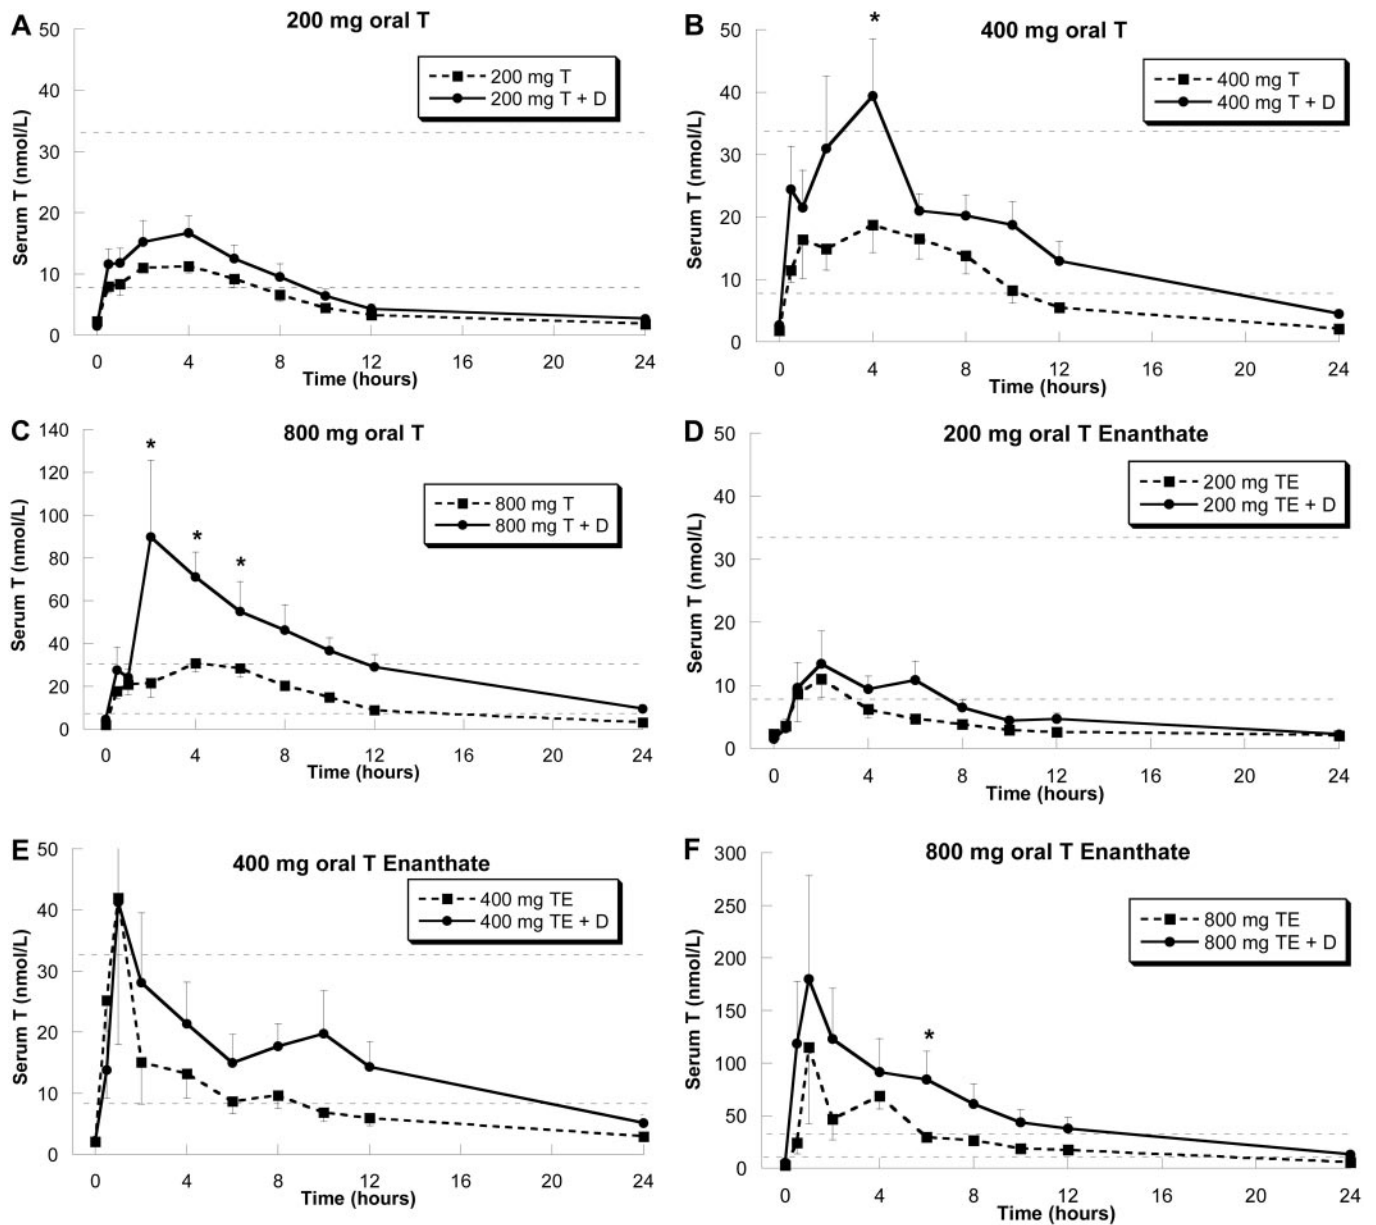 A
200 mg oral T
50
40
30
20
10
0
Serum T (nmol/L)
200 mg T
200 mg T + D
0 4 8 12 16 20 24
Time (hours)
B
400 mg oral T
*
50
40
30
20
10
0
Serum T (nmol/L)
400 mg T
400 mg T + D
0 4 8 12 16 20 24
Time (hours)
C
800 mg oral T
140
120
100
80
60
40
20
0
Serum T (nmol/L)
* * *
800 mg T
800 mg T + D
0 4 8 12 16 20 24
Time (hours)
D
200 mg oral T Enanthate
50
40
30
20
10
0
Serum T (nmol/L)
200 mg TE
200 mg TE + D
0 4 8 12 16 20 24
Time (hours)
E
400 mg oral T Enanthate
50
40
30
20
10
0
Serum T (nmol/L)
400 mg TE
400 mg TE + D
0 4 8 12 16 20 24
Time (hours)
F
800 mg oral T Enanthate
300
250
200
150
100
50
0
Serum T (nmol/L)
*
800 mg TE
800 mg TE + D
0 4 8 12 16 20 24
Time (hours)